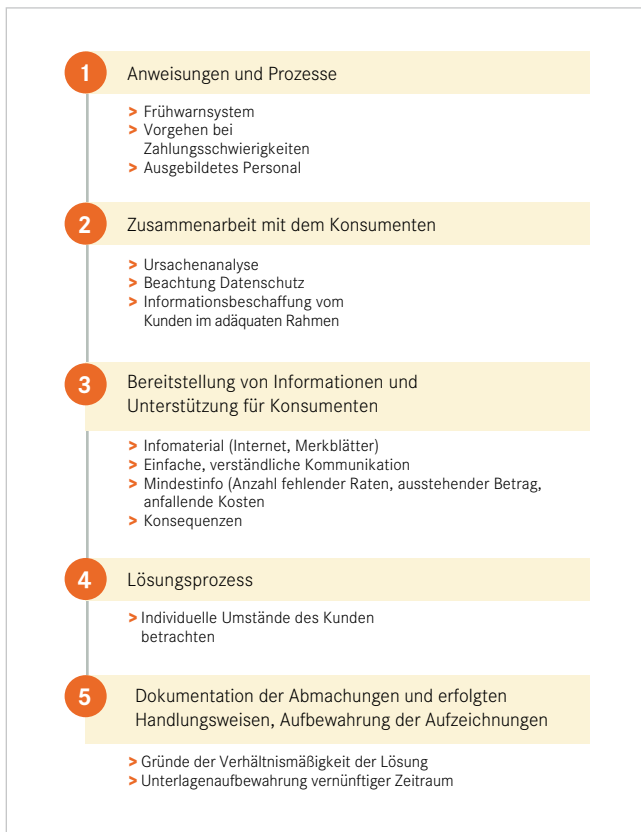 1 Anweisungen und Prozesse
> Frühwarnsystem
> Vorgehen bei
Zahlungsschwierigkeiten
> Ausgebildetes Personal
2 Zusammenarbeit mit dem Konsumenten
> Ursachenanalyse
> Beachtung Datenschutz
> Informationsbeschaffung vom
Kunden im adäquaten Rahmen
3 Bereitstellung von Informationen und
Unterstützung für Konsumenten
> Infomaterial (Internet, Merkblätter)
> Einfache, verständliche Kommunikation
> Mindestinfo (Anzahl fehlender Raten, ausstehender Betrag,
anfallende Kosten
> Konsequenzen
4 Lösungsprozess
> Individuelle Umstände des Kunden
betrachten
5 Dokumentation der Abmachungen und erfolgten
Handlungsweisen, Aufbewahrung der Aufzeichnungen
> Gründe der Verhältnismäßigkeit der Lösung
> Unterlagenaufbewahrung vernünftiger Zeitraum